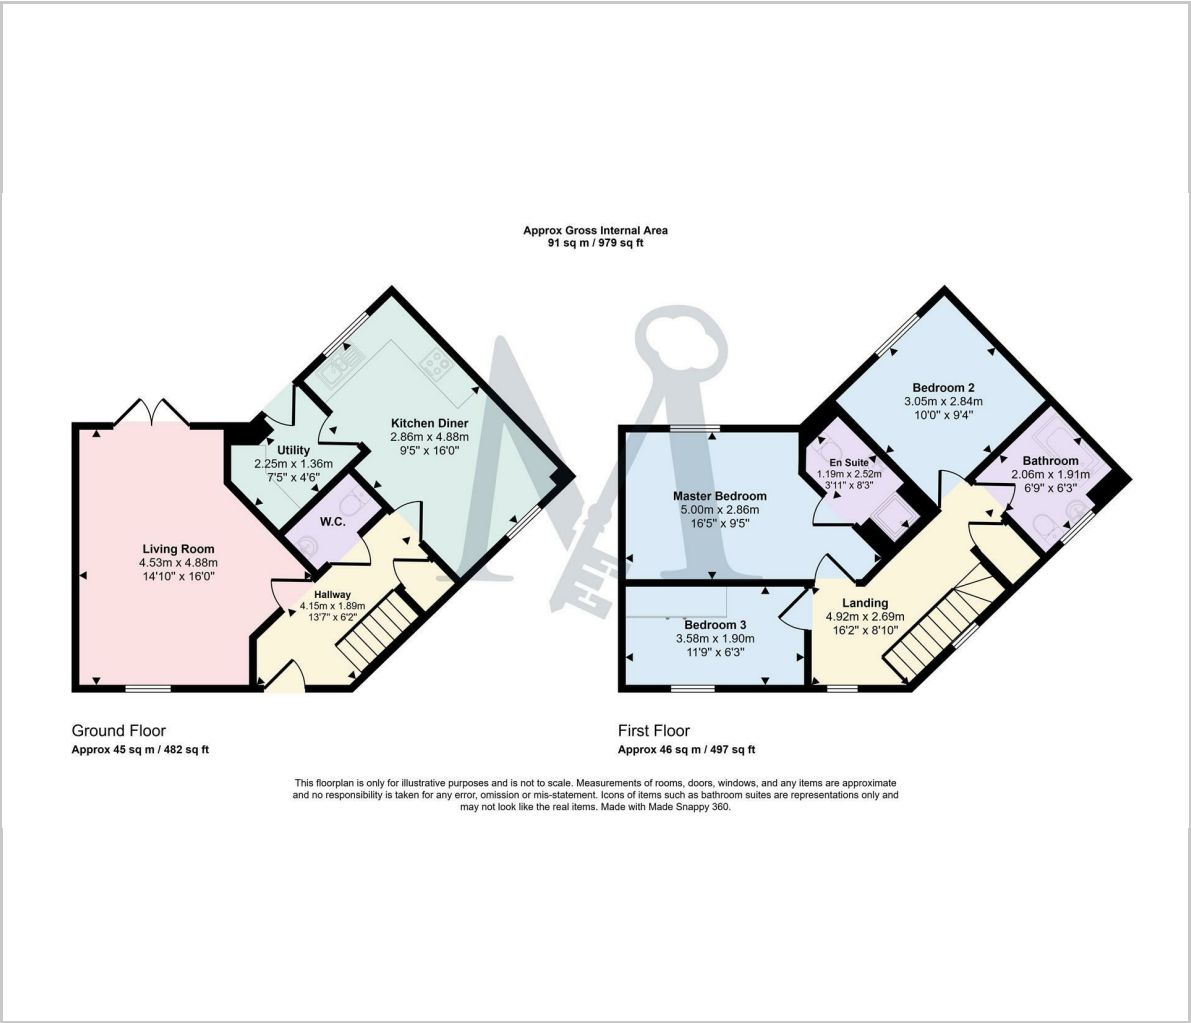 Approx Gross Internal Area
91 sq m / 979 sq ft
Kitchen Diner
2.86m x 4.88m
9'5" x 16'0"
Utility
2.25m x 1.36m
7'5" x 4'6"
W.C.
Living Room
4.53m x 4.88m
14'10" x 16'0"
Hallway
4.15m x 1.89m
13'7" x 6'2"
Ground Floor
Approx 45 sq m / 482 sq ft
Bedroom 2
3.05m x 2.84m
10'0" x 9'4"
En Suite
1.19m x 2.52m
3'11" x 8'3"
Bathroom
2.06m x 1.91m
6'9" x 6'3"
Master Bedroom
5.00m x 2.86m
16'5" x 9'5"
Landing
4.92m x 2.69m
16'2" x 8'10"
Bedroom 3
3.58m x 1.90m
11'9" x 6'3"
First Floor
Approx 46 sq m / 497 sq ft
This floorplan is only for illustrative purposes and is not to scale. Measurements of rooms, doors, windows, and any items are approximate
and no responsibility is taken for any error, omission or mis-statement. Icons of items such as bathroom suites are representations only and
may not look like the real items. Made with Made Snappy 360.